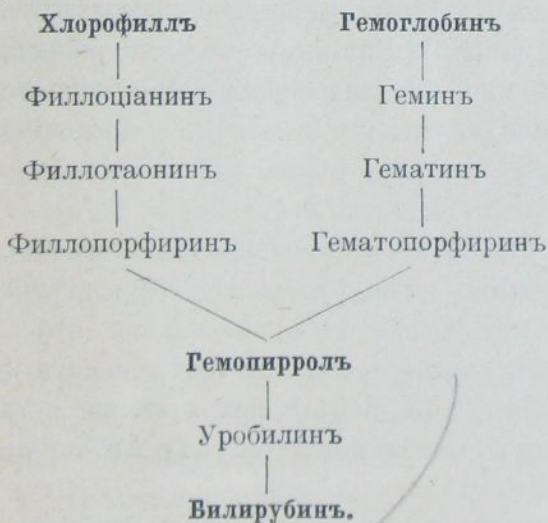 Хлорофиллъ Гемоглобинъ
Филлоціанинъ Геминъ
Филлотаонинъ Гематинъ
Филлопорфиринъ Гематопорфиринъ
Гемопирролъ
Уробилинъ
Билирубинъ.